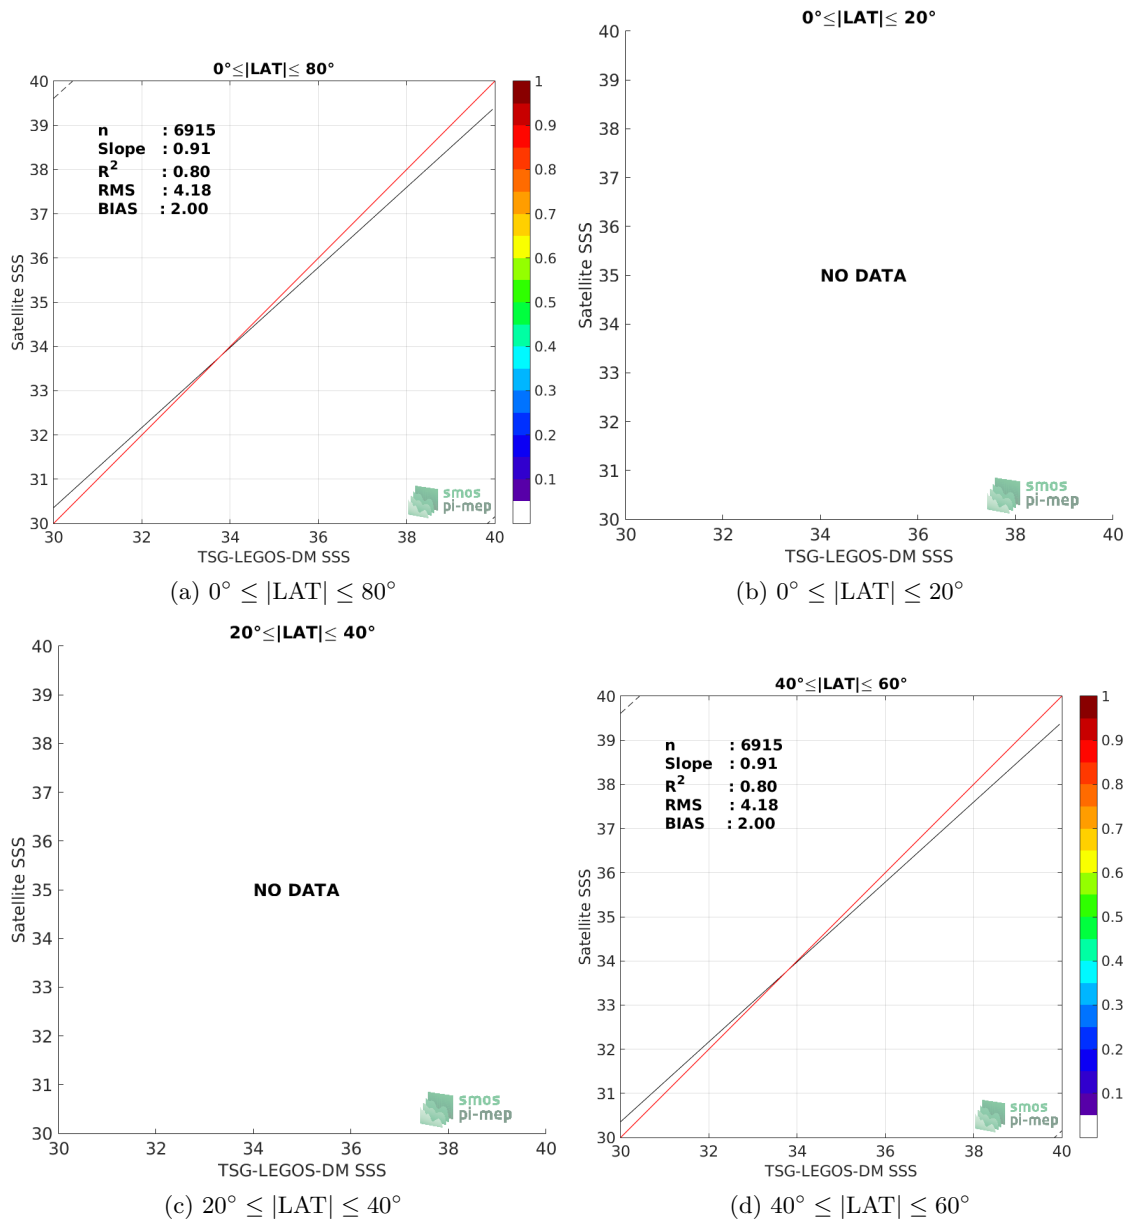 0°≤|LAT|≤ 80°
40
39
38
37
36
35
34
33
32
31
30
Satellite SSS
n : 6915
Slope : 0.91
R² : 0.80
RMS : 4.18
BIAS : 2.00
smos
pi-mep
30 32 34 36 38 40
TSG-LEGOS-DM SSS
1
0.9
0.8
0.7
0.6
0.5
0.4
0.3
0.2
0.1
(a) 0° ≤ |LAT| ≤ 80°
0°≤|LAT|≤ 20°
40
39
38
37
36
35
34
33
32
31
30
Satellite SSS
NO DATA
smos
pi-mep
30 32 34 36 38 40
TSG-LEGOS-DM SSS
(b) 0° ≤ |LAT| ≤ 20°
20°≤|LAT|≤ 40°
40
39
38
37
36
35
34
33
32
31
30
Satellite SSS
NO DATA
smos
pi-mep
30 32 34 36 38 40
TSG-LEGOS-DM SSS
(c) 20° ≤ |LAT| ≤ 40°
40°≤|LAT|≤ 60°
40
39
38
37
36
35
34
33
32
31
30
Satellite SSS
n : 6915
Slope : 0.91
R² : 0.80
RMS : 4.18
BIAS : 2.00
smos
pi-mep
30 32 34 36 38 40
TSG-LEGOS-DM SSS
1
0.9
0.8
0.7
0.6
0.5
0.4
0.3
0.2
0.1
(d) 40° ≤ |LAT| ≤ 60°